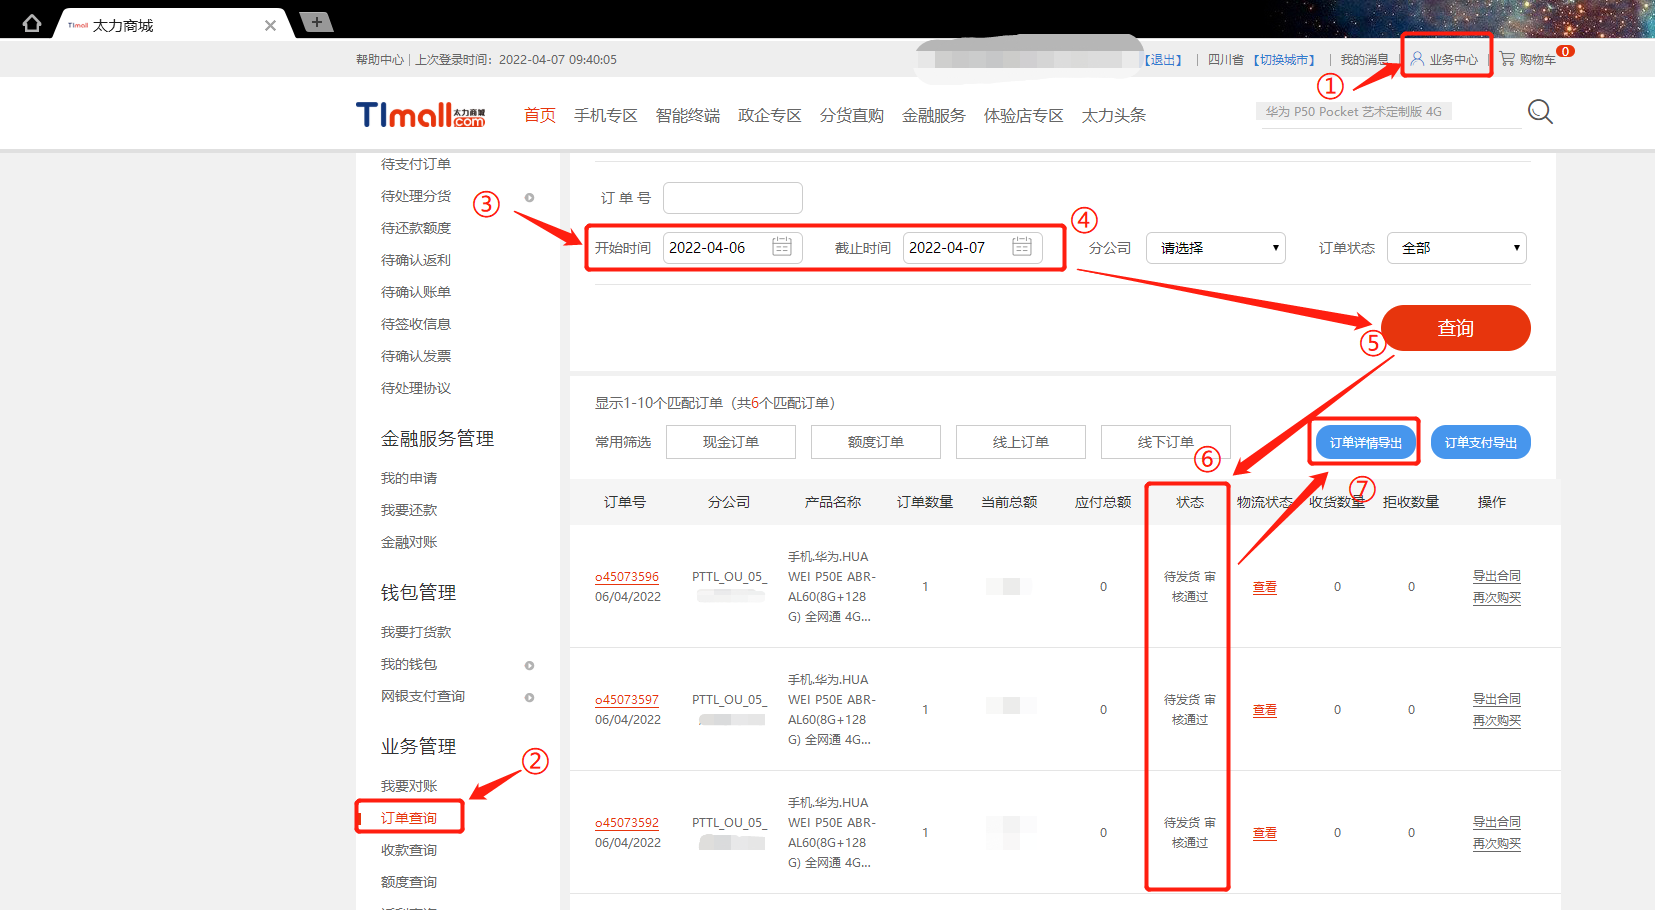 TImall 太力商城
帮助中心 | 上次登录时间：2022-04-07 09:40:05
【退出】 | 四川省 【切换城市】 | 我的消息 | 业务中心 | 购物车 0
①
TImall.com 太力商城
首页 手机专区 智能终端 政企专区 分货直购 金融服务 体验店专区 太力头条
华为 P50 Pocket 艺术定制版 4G
待支付订单
待处理分货
待还款额度
待确认返利
待确认账单
待签收信息
待确认发票
待处理协议
金融服务管理
我的申请
我要还款
金融对账
钱包管理
我要打货款
我的钱包
网银支付查询
业务管理
②
我要对账
订单查询
收款查询
额度查询
订 单 号
③
④
开始时间 2022-04-06 截止时间 2022-04-07 分公司 请选择 订单状态 全部
查询
⑤
显示1-10个匹配订单（共6个匹配订单）
常用筛选 现金订单 额度订单 线上订单 线下订单 订单详情导出 订单支付导出
⑥
⑦
订单号 分公司 产品名称 订单数量 当前总额 应付总额 状态 物流状态 收货数量 拒收数量 操作
o45073596
06/04/2022
PTTL_OU_05_
手机.华为.HUA
WEI P50E ABR-
AL60(8G+128
G) 全网通 4G...
1
0
待发货 审
核通过
查看
0
0
导出合同
再次购买
o45073597
06/04/2022
PTTL_OU_05_
手机.华为.HUA
WEI P50E ABR-
AL60(8G+128
G) 全网通 4G...
1
0
待发货 审
核通过
查看
0
0
导出合同
再次购买
o45073592
06/04/2022
PTTL_OU_05_
手机.华为.HUA
WEI P50E ABR-
AL60(8G+128
G) 全网通 4G...
1
0
待发货 审
核通过
查看
0
0
导出合同
再次购买